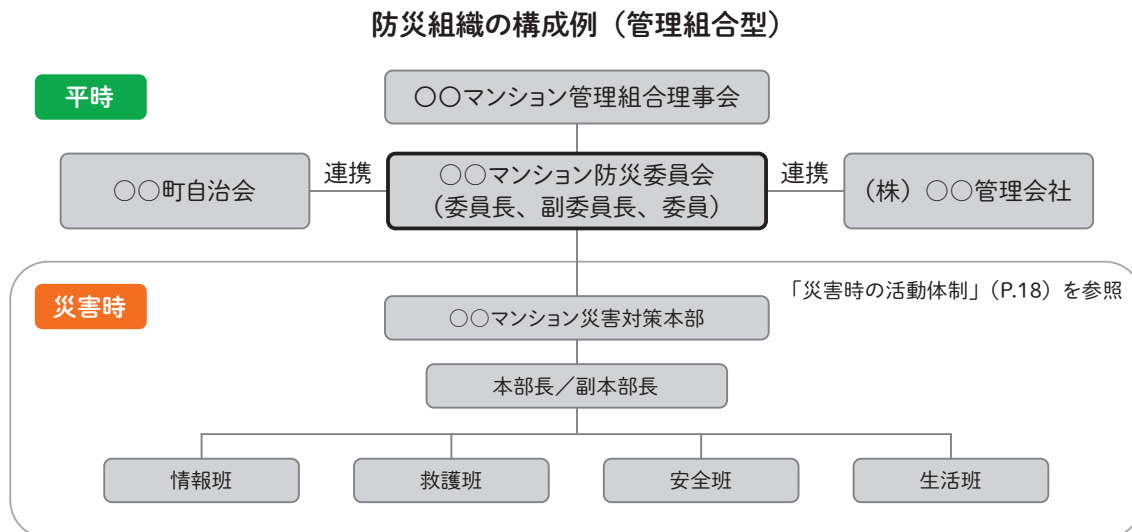 防災組織の構成例（管理組合型）
平時
〇〇マンション管理組合理事会
○○町自治会
連携
○○マンション防災委員会
（委員長、副委員長、委員）
連携
（株）○○管理会社
災害時
「災害時の活動体制」（P.18）を参照
○○マンション災害対策本部
本部長／副本部長
情報班
救護班
安全班
生活班